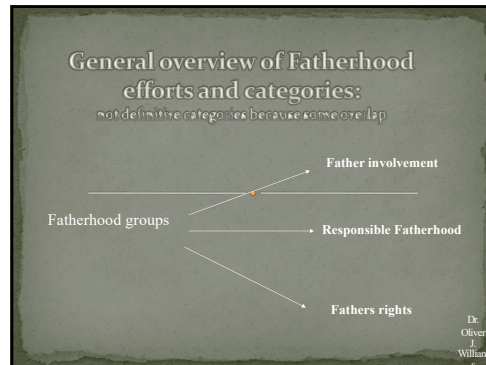 General overview of Fatherhood
efforts and categories:
not definitive categories because some overlap
Father involvement
Fatherhood groups
Responsible Fatherhood
Fathers rights
Dr.
Oliver
J.
William